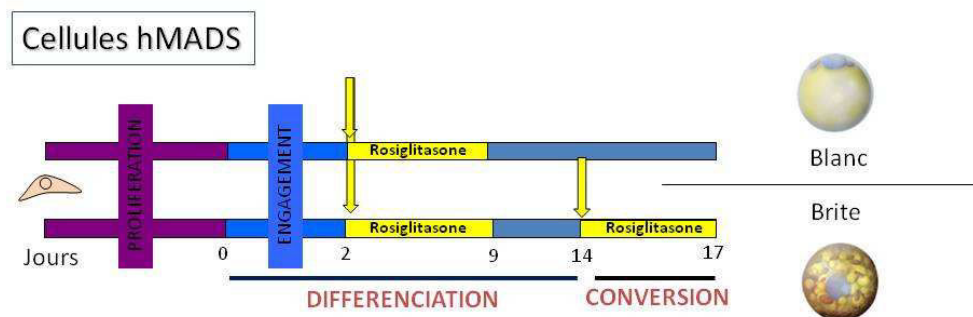 Cellules hMADS
PROLIFERATION
ENGAGEMENT
Rosiglitasone
Blanc
Rosiglitasone
Rosiglitasone
Brite
Jours
0 2 9 14 17
DIFFERENCIATION CONVERSION